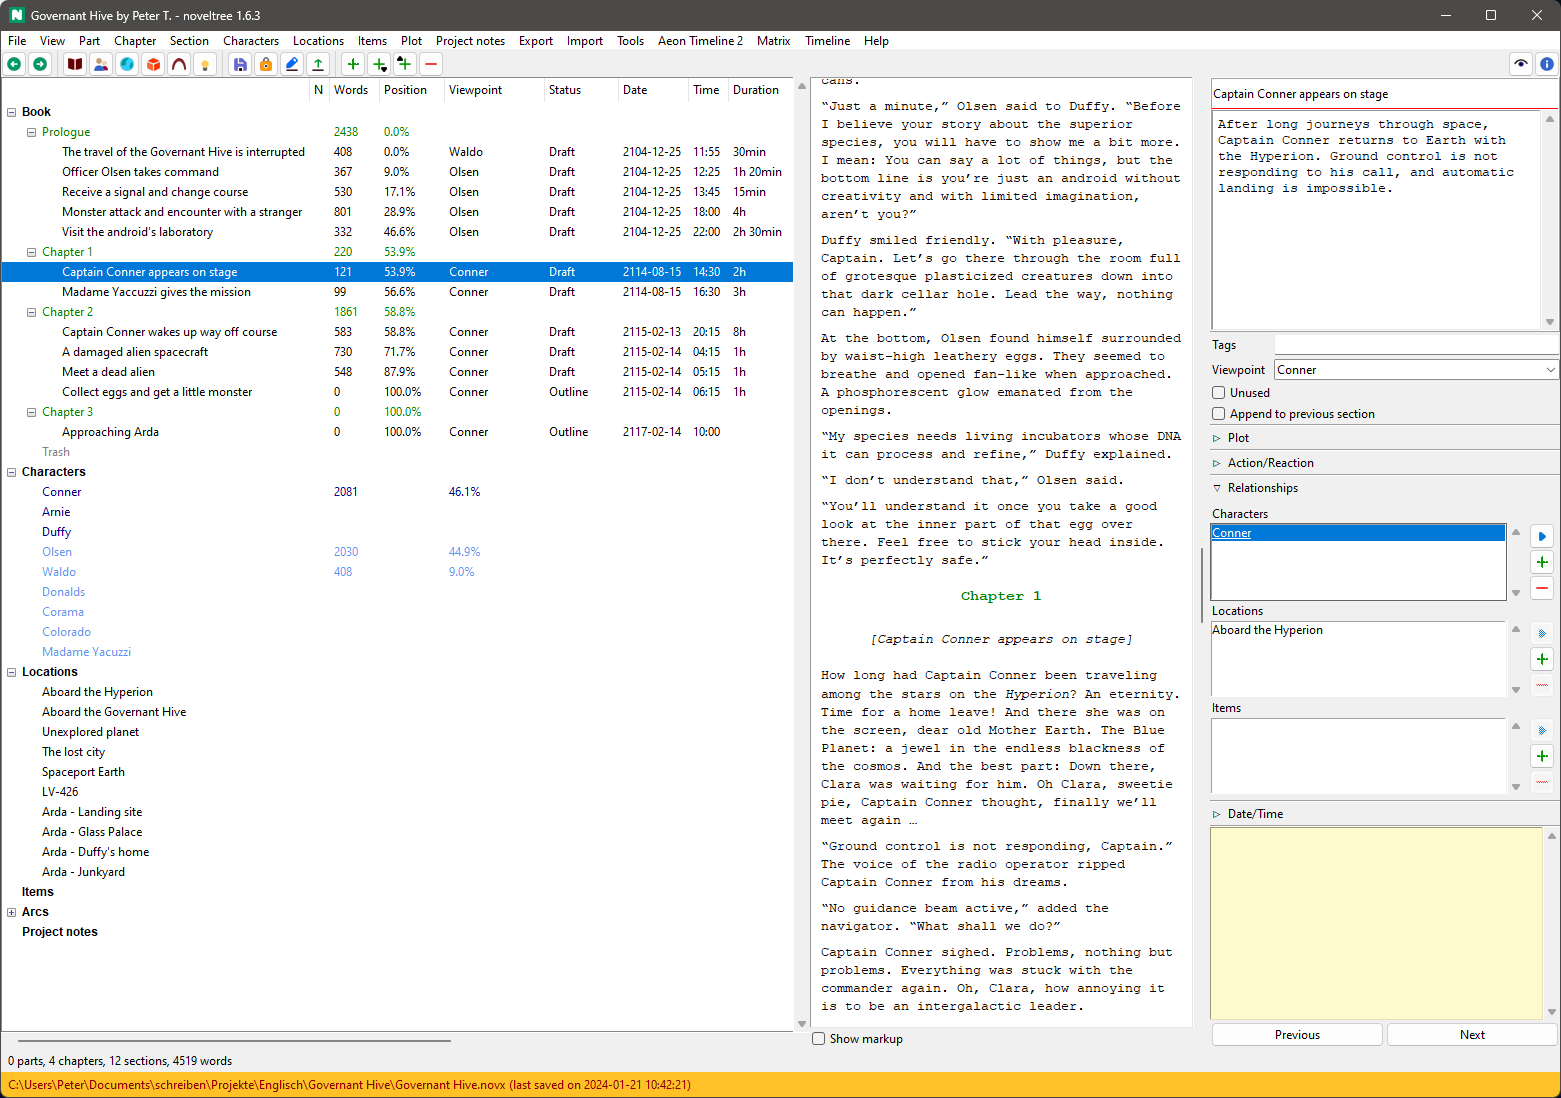 Governant Hive by Peter T. - noveltree 1.6.3
File View Part Chapter Section Characters Locations Items Plot Project notes Export Import Tools Aeon Timeline 2 Matrix Timeline Help
N Words Position Viewpoint Status Date Time Duration
Book
Prologue 2438 0.0%
The travel of the Governant Hive is interrupted 408 0.0% Waldo Draft 2104-12-25 11:55 30min
Officer Olsen takes command 367 9.0% Olsen Draft 2104-12-25 12:25 1h 20min
Receive a signal and change course 530 17.1% Olsen Draft 2104-12-25 13:45 15min
Monster attack and encounter with a stranger 801 28.9% Olsen Draft 2104-12-25 18:00 4h
Visit the android's laboratory 332 46.6% Olsen Draft 2104-12-25 22:00 2h 30min
Chapter 1 220 53.9%
Captain Conner appears on stage 121 53.9% Conner Draft 2114-08-15 14:30 2h
Madame Yaccuzzi gives the mission 99 56.6% Conner Draft 2114-08-15 16:30 3h
Chapter 2 1861 58.8%
Captain Conner wakes up way off course 583 58.8% Conner Draft 2115-02-13 20:15 8h
A damaged alien spacecraft 730 71.7% Conner Draft 2115-02-14 04:15 1h
Meet a dead alien 548 87.9% Conner Draft 2115-02-14 05:15 1h
Collect eggs and get a little monster 0 100.0% Conner Outline 2115-02-14 06:15 1h
Chapter 3 0 100.0%
Approaching Arda 0 100.0% Conner Outline 2117-02-14 10:00
Trash
Characters
Conner 2081 46.1%
Arnie
Duffy
Olsen 2030 44.9%
Waldo 408 9.0%
Donalds
Corama
Colorado
Madame Yacuzzi
Locations
Aboard the Hyperion
Aboard the Governant Hive
Unexplored planet
The lost city
Spaceport Earth
LV-426
Arda - Landing site
Arda - Glass Palace
Arda - Duffy's home
Arda - Junkyard
Items
Arcs
Project notes
cans.
“Just a minute,” Olsen said to Duffy. “Before
I believe your story about the superior
species, you will have to show me a bit more.
I mean: You can say a lot of things, but the
bottom line is you’re just an android without
creativity and with limited imagination,
aren’t you?”
Duffy smiled friendly. “With pleasure,
Captain. Let’s go there through the room full
of grotesque plasticized creatures down into
that dark cellar hole. Lead the way, nothing
can happen.”
At the bottom, Olsen found himself surrounded
by waist-high leathery eggs. They seemed to
breathe and opened fan-like when approached.
A phosphorescent glow emanated from the
openings.
“My species needs living incubators whose DNA
it can process and refine,” Duffy explained.
“I don’t understand that,” Olsen said.
“You’ll understand it once you take a good
look at the inner part of that egg over
there. Feel free to stick your head inside.
It’s perfectly safe.”
Chapter 1
[Captain Conner appears on stage]
How long had Captain Conner been traveling
among the stars on the Hyperion? An eternity.
Time for a home leave! And there she was on
the screen, dear old Mother Earth. The Blue
Planet: a jewel in the endless blackness of
the cosmos. And the best part: Down there,
Clara was waiting for him. Oh Clara, sweetie
pie, Captain Conner thought, finally we’ll
meet again …
“Ground control is not responding, Captain.”
The voice of the radio operator ripped
Captain Conner from his dreams.
“No guidance beam active,” added the
navigator. “What shall we do?”
Captain Conner sighed. Problems, nothing but
problems. Everything was stuck with the
commander again. Oh, Clara, how annoying it
is to be an intergalactic leader.
Show markup
Captain Conner appears on stage
After long journeys through space,
Captain Conner returns to Earth with
the Hyperion. Ground control is not
responding to his call, and automatic
landing is impossible.
Tags
Viewpoint Conner
Unused
Append to previous section
Plot
Action/Reaction
Relationships
Characters
Conner
Locations
Aboard the Hyperion
Items
Date/Time
Previous Next
0 parts, 4 chapters, 12 sections, 4519 words
C:\Users\Peter\Documents\schreiben\Projekte\Englisch\Governant Hive\Governant Hive.novx (last saved on 2024-01-21 10:42:21)